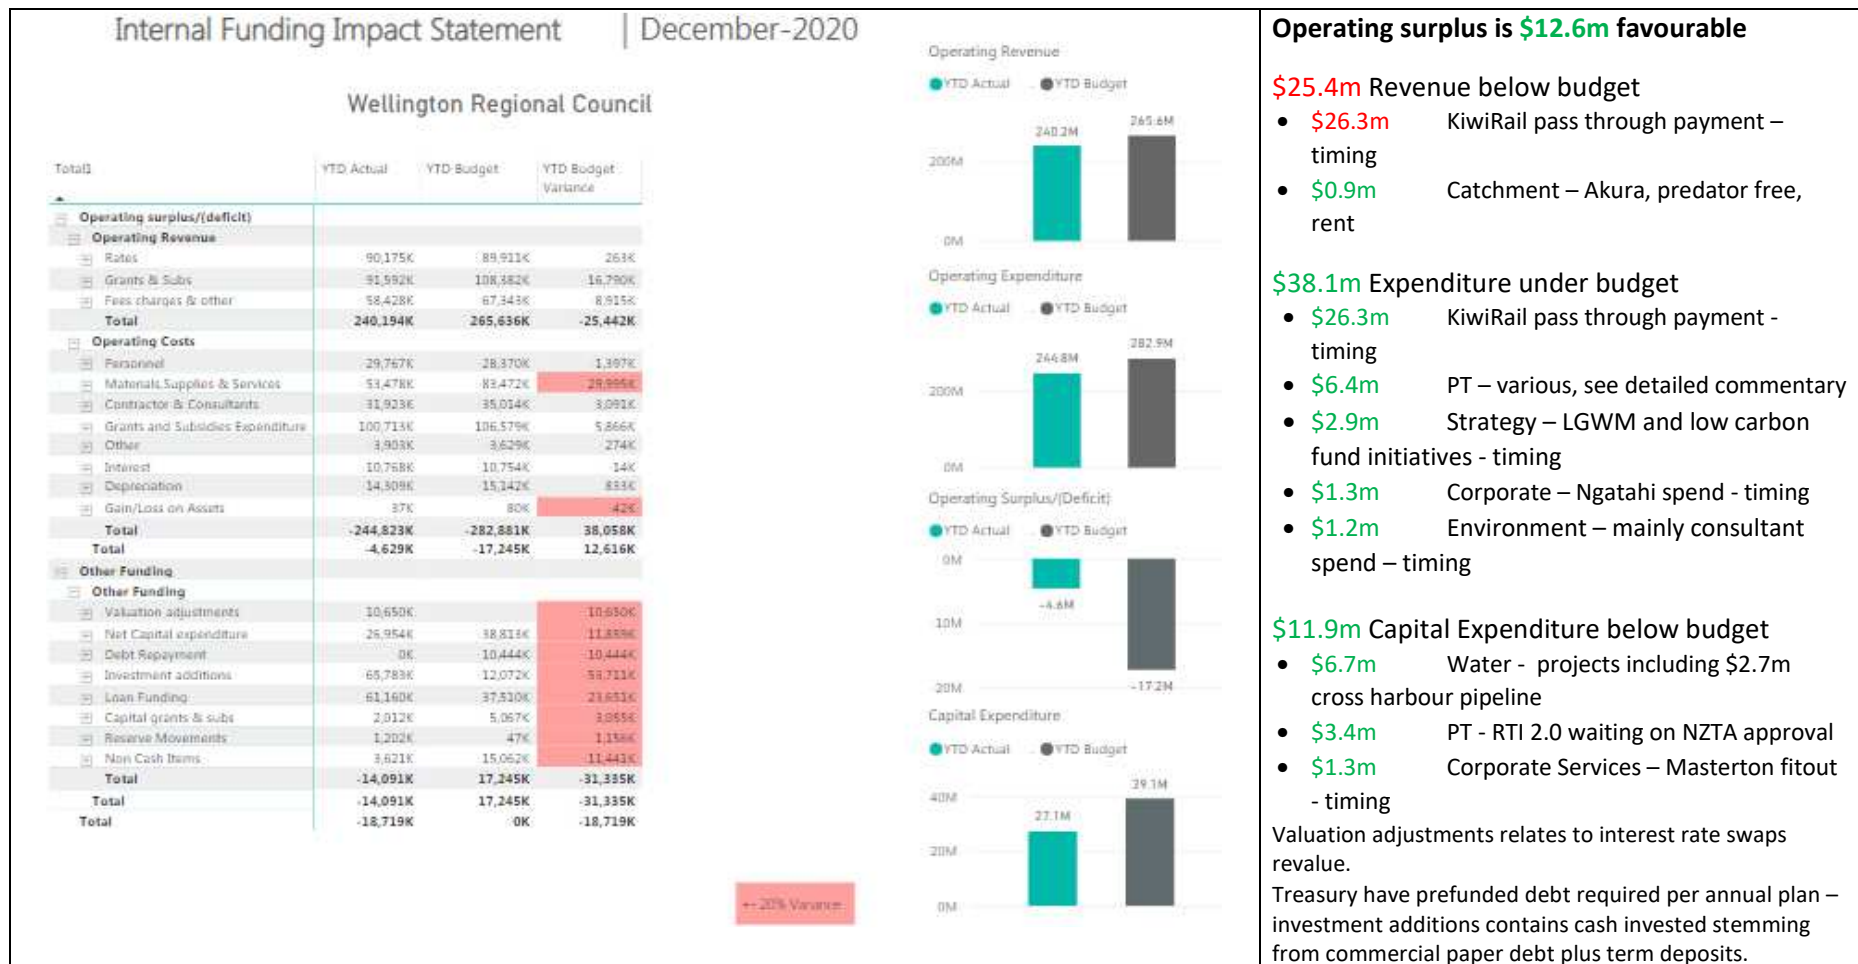 Internal Funding Impact Statement | December-2020
Wellington Regional Council
Total1 YTD Actual YTD Budget YTD Budget Variance
Operating surplus/(deficit)
Operating Revenue
Rates 90,175K 89,911K 263K
Grants & Subs 91,592K 108,382K 16,790K
Fees charges & other 58,428K 67,343K 8,915K
Total 240,194K 265,636K -25,442K
Operating Costs
Personnel 29,767K 28,370K 1,397K
Materials,Supplies & Services 53,478K 83,472K 29,995K
Contractor & Consultants 31,923K 35,014K 3,091K
Grants and Subsidies Expenditure 100,713K 106,579K 5,866K
Other 3,903K 3,629K 274K
Interest 10,768K 10,754K 14K
Depreciation 14,309K 15,142K 833K
Gain/Loss on Assets 37K 80K 42K
Total -244,823K -282,881K 38,058K
Total -4,629K -17,245K 12,616K
Other Funding
Other Funding
Valuation adjustments 10,650K 10,650K
Net Capital expenditure 26,954K 38,813K 11,859K
Debt Repayment 0K 10,444K 10,444K
Investment additions 65,783K 12,072K 53,711K
Loan Funding 61,160K 37,510K 23,651K
Capital grants & subs 2,012K 5,067K 3,055K
Reserve Movements 1,202K 47K 1,156K
Non Cash Items 3,621K 15,062K -11,441K
Total -14,091K 17,245K -31,335K
Total -14,091K 17,245K -31,335K
Total -18,719K 0K -18,719K
+- 20% Variance
Operating Revenue
YTD Actual YTD Budget
240.2M 265.6M
200M
0M
Operating Expenditure
YTD Actual YTD Budget
244.8M 282.9M
200M
0M
Operating Surplus/(Deficit)
YTD Actual YTD Budget
0M
-4.6M
10M
-17.2M
20M
Capital Expenditure
YTD Actual YTD Budget
40M
27.1M 39.1M
20M
0M
Operating surplus is $12.6m favourable
$25.4m Revenue below budget
• $26.3m KiwiRail pass through payment –
timing
• $0.9m Catchment – Akura, predator free,
rent
$38.1m Expenditure under budget
• $26.3m KiwiRail pass through payment -
timing
• $6.4m PT – various, see detailed commentary
• $2.9m Strategy – LGWM and low carbon
fund initiatives - timing
• $1.3m Corporate – Ngatahi spend - timing
• $1.2m Environment – mainly consultant
spend – timing
$11.9m Capital Expenditure below budget
• $6.7m Water - projects including $2.7m
cross harbour pipeline
• $3.4m PT - RTI 2.0 waiting on NZTA approval
• $1.3m Corporate Services – Masterton fitout
- timing
Valuation adjustments relates to interest rate swaps
revalue.
Treasury have prefunded debt required per annual plan –
investment additions contains cash invested stemming
from commercial paper debt plus term deposits.